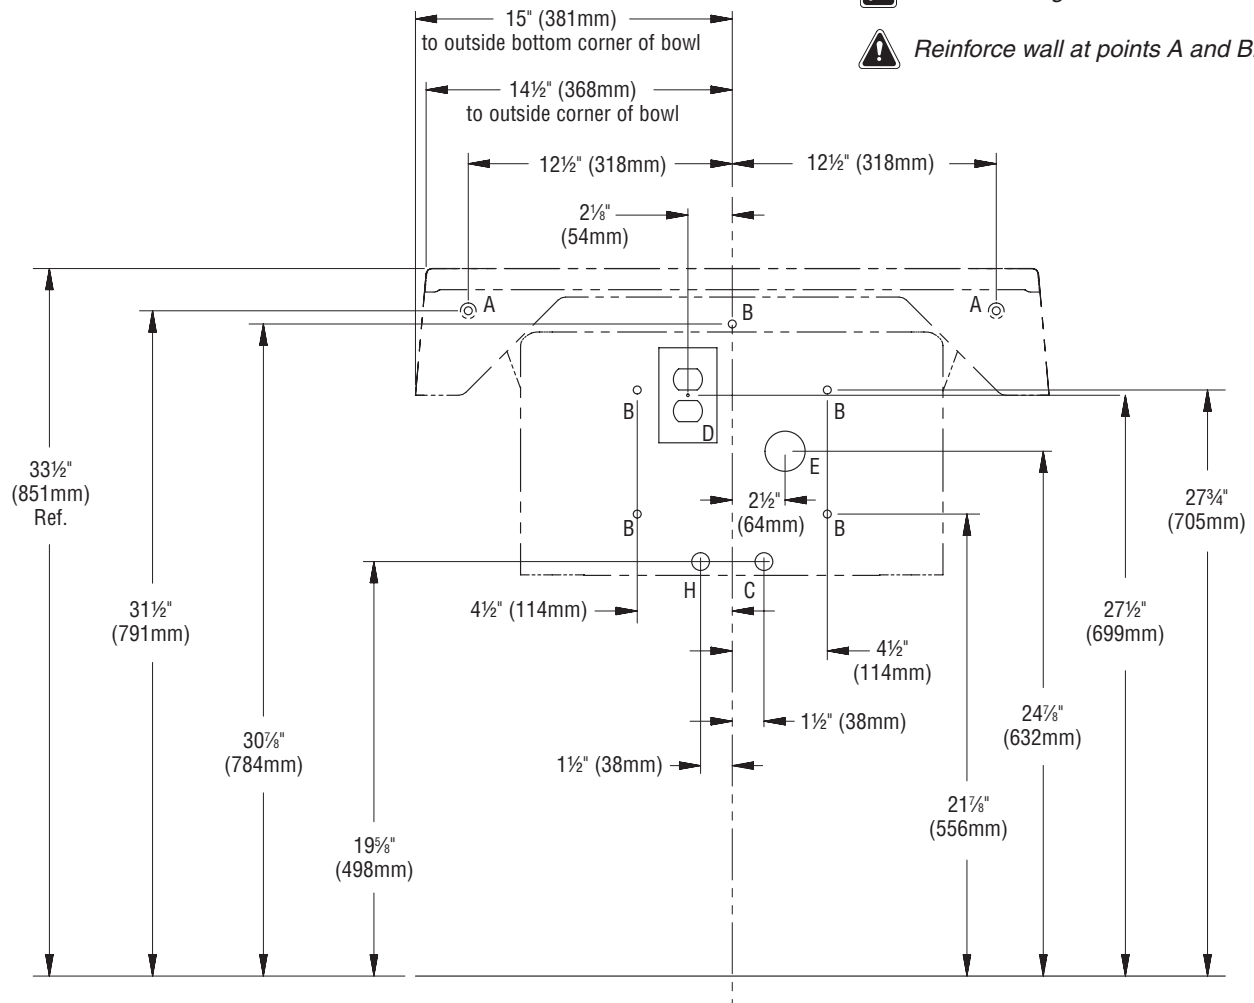 15" (381mm)
to outside bottom corner of bowl
Reinforce wall at points A and B.
14½" (368mm)
to outside corner of bowl
12½" (318mm)
12½" (318mm)
2⅛"
(54mm)
A
A
B
B
B
D
E
33½"
(851mm)
Ref.
2½"
(64mm)
27¾"
(705mm)
B
B
H
C
31½"
(791mm)
4½" (114mm)
27½"
(699mm)
4½"
(114mm)
1½" (38mm)
24⅞"
(632mm)
30⅞"
(784mm)
1½" (38mm)
21⅞"
(556mm)
19⅝"
(498mm)